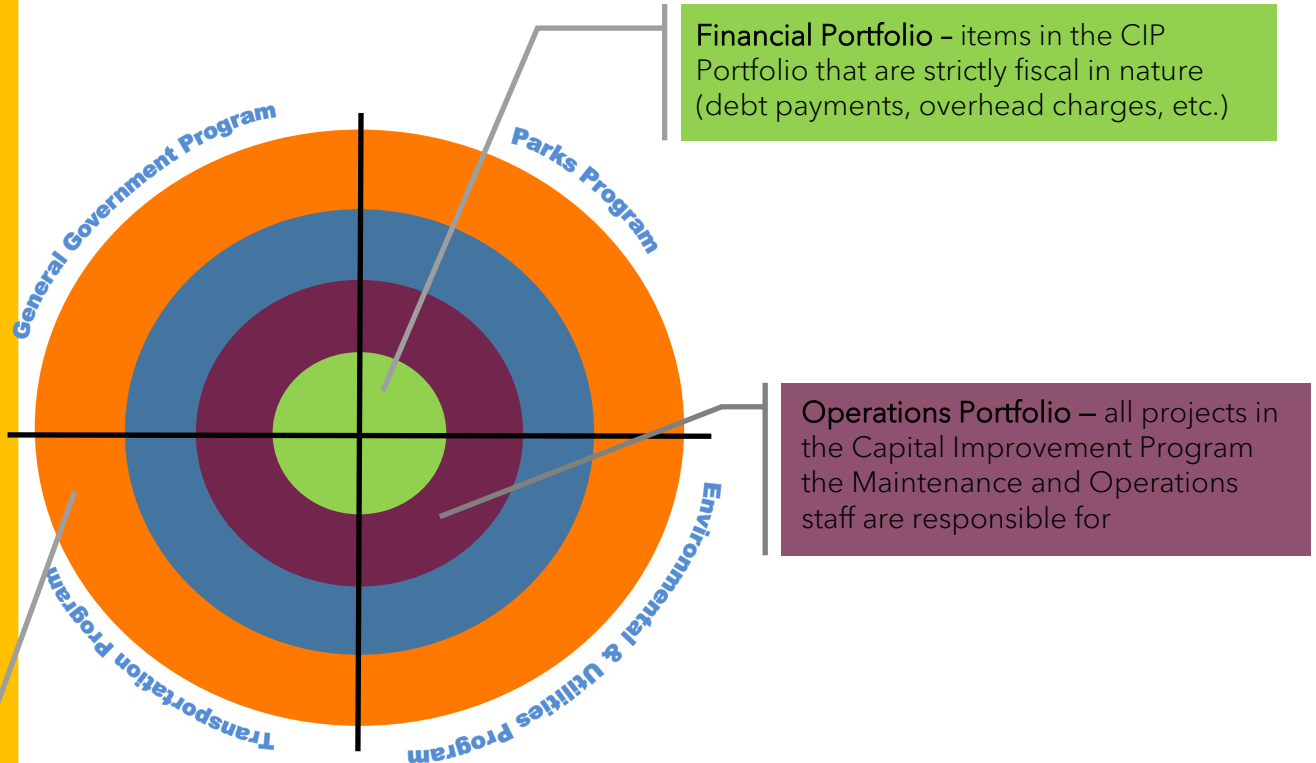 Financial Portfolio – items in the CIP
Portfolio that are strictly fiscal in nature
(debt payments, overhead charges, etc.)
General Government Program
Parks Program
Operations Portfolio – all projects in
the Capital Improvement Program
the Maintenance and Operations
staff are responsible for
Transportation Program
Environmental & Utilities Program